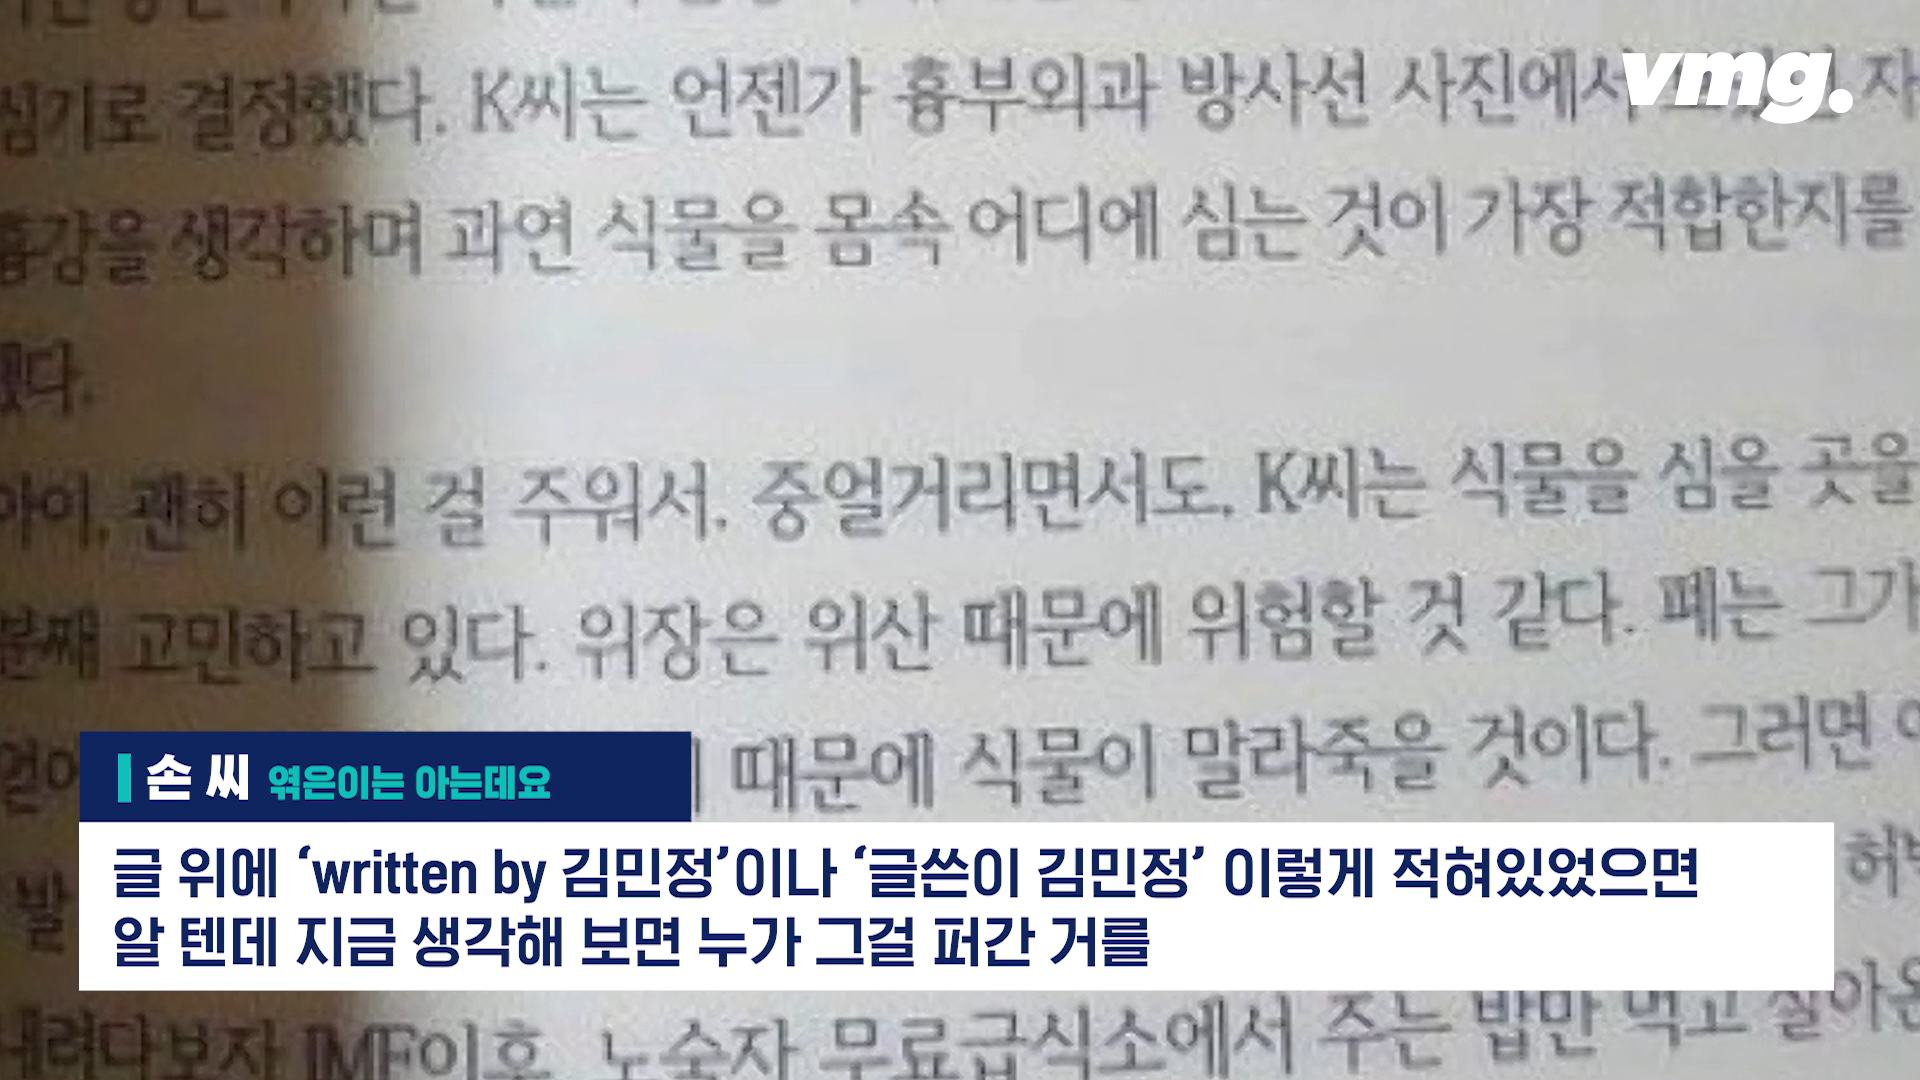 vmg.
심기로 결정했다. K씨는 언젠가 흉부외과 방사선 사진에서
흉강을 생각하며 과연 식물을 몸속 어디에 심는 것이 가장 적합한지를
했다.
아이, 괜히 이런 걸 주워서. 중얼거리면서도. K씨는 식물을 심을 곳을
분째 고민하고 있다. 위장은 위산 때문에 위험할 것 같다. 폐는 그가
때문에 식물이 말라죽을 것이다. 그러면
손 씨 엮은이는 아는데요
글 위에 ‘written by 김민정’이나 ‘글쓴이 김민정’ 이렇게 적혀있었으면
알 텐데 지금 생각해 보면 누가 그걸 퍼간 거를
내려다보자 IMF이후, 노숙자 무료급식소에서 주는 밥만 먹고 살아온